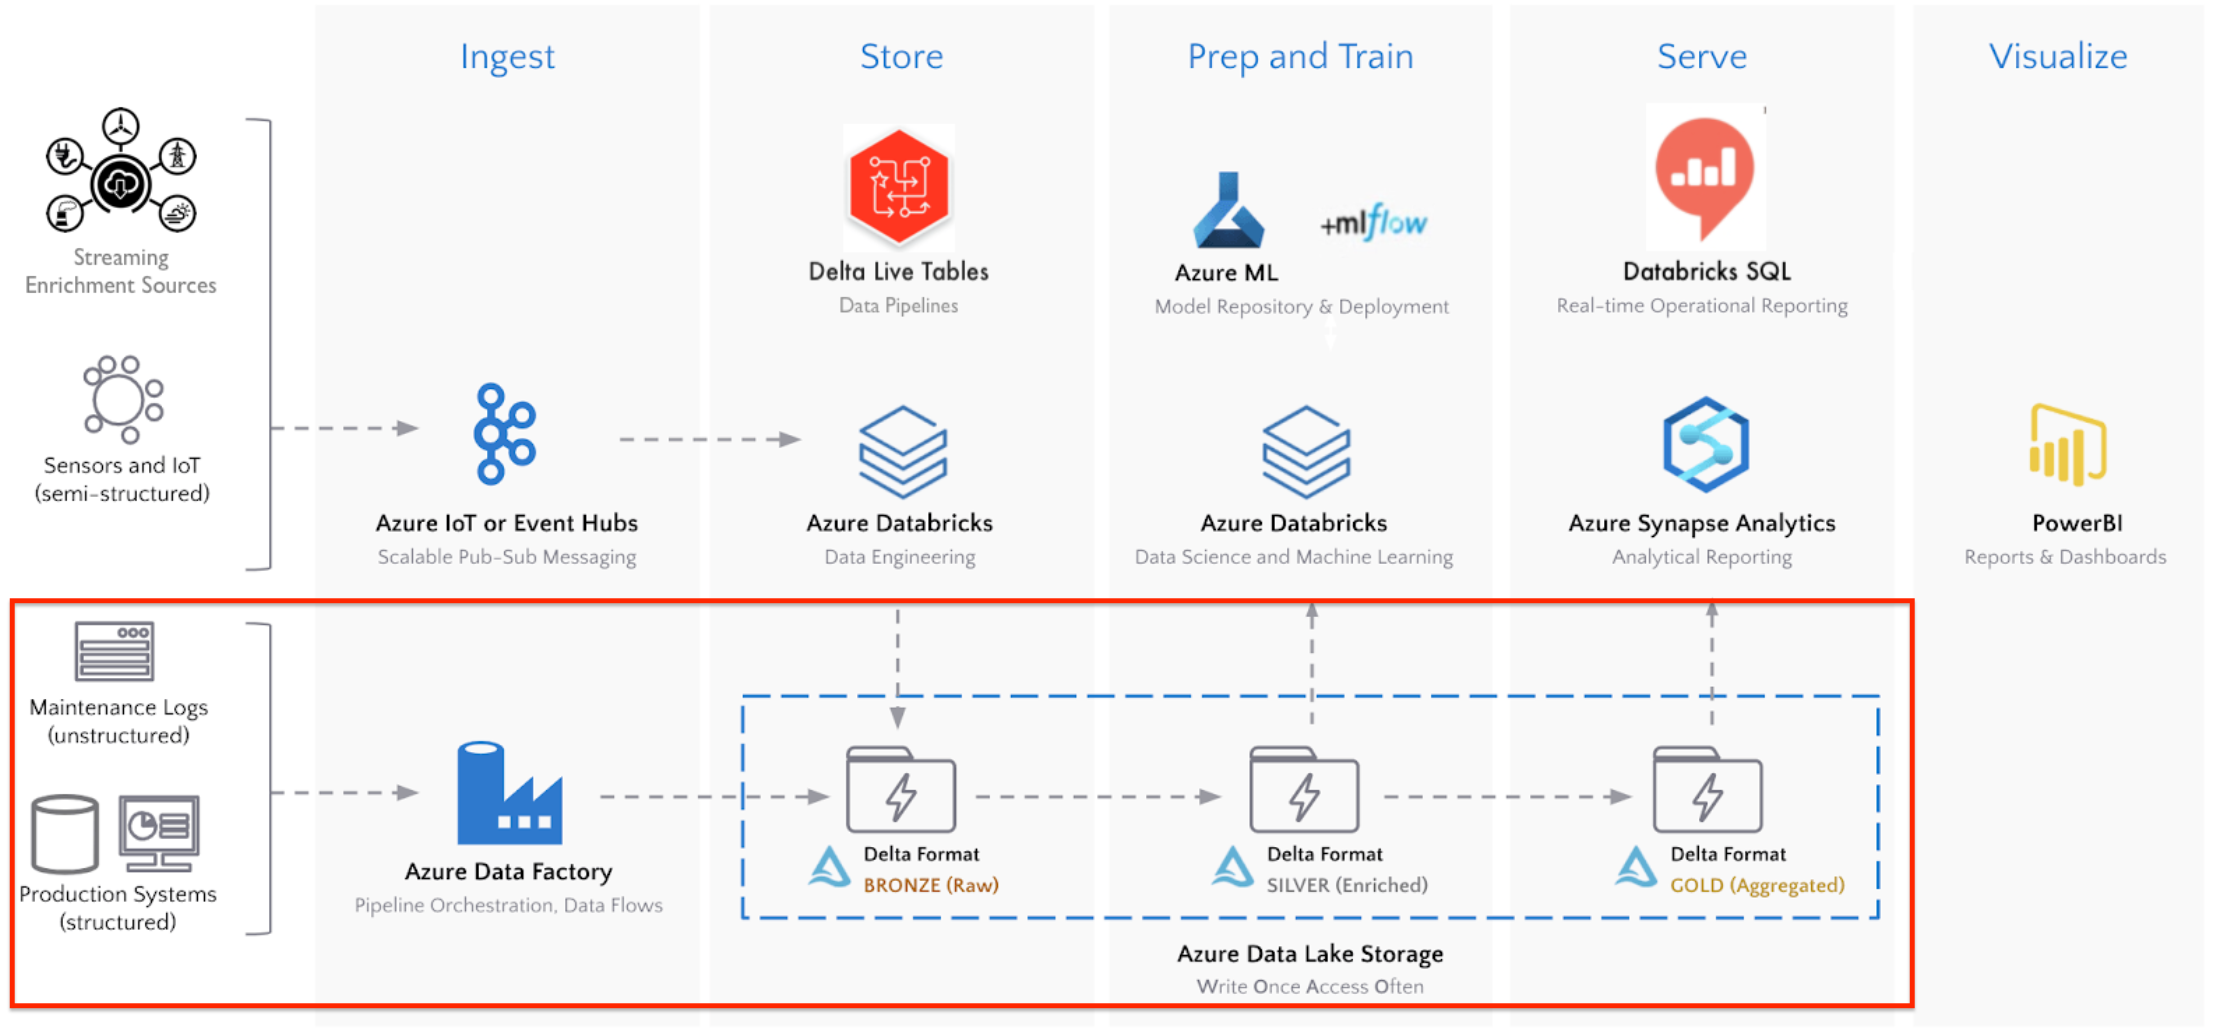 Ingest
Store
Prep and Train
Serve
Visualize
Streaming
Enrichment Sources
Delta Live Tables
Data Pipelines
Azure ML
+mlflow
Model Repository & Deployment
Databricks SQL
Real-time Operational Reporting
Sensors and IoT
(semi-structured)
Azure IoT or Event Hubs
Scalable Pub-Sub Messaging
Azure Databricks
Data Engineering
Azure Databricks
Data Science and Machine Learning
Azure Synapse Analytics
Analytical Reporting
PowerBI
Reports & Dashboards
Maintenance Logs
(unstructured)
Production Systems
(structured)
Azure Data Factory
Pipeline Orchestration, Data Flows
Delta Format
BRONZE (Raw)
Delta Format
SILVER (Enriched)
Delta Format
GOLD (Aggregated)
Azure Data Lake Storage
Write Once Access Often